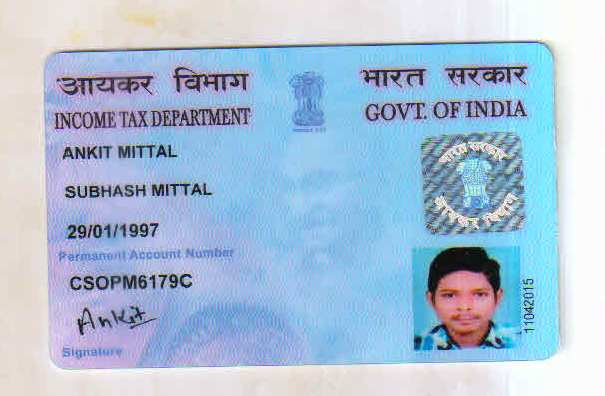 आयकर विभाग
भारत सरकार
INCOME TAX DEPARTMENT
GOVT. OF INDIA
ANKIT MITTAL
SUBHASH MITTAL
29/01/1997
Permanent Account Number
CSOPM6179C
Ankit
Signature
भारत सरकार
आयकर विभाग
11042015